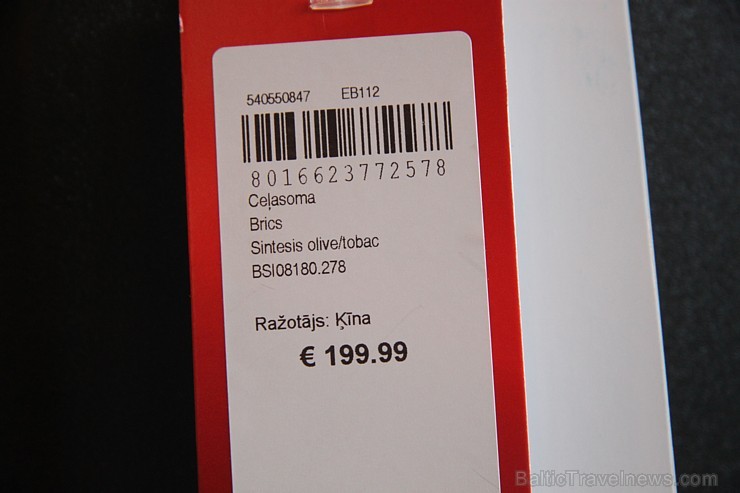 540550847 EB112
8016623772578
Ceļasoma
Brics
Sintesis olive/tobac
BSI08180.278
Ražotājs: Ķīna
€ 199.99
BalticTravelnews.com